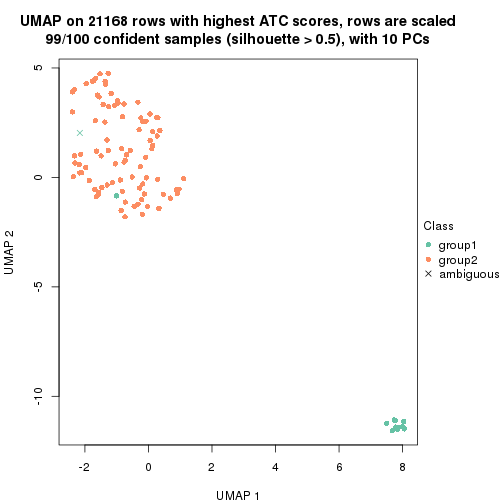 UMAP on 21168 rows with highest ATC scores, rows are scaled
99/100 confident samples (silhouette > 0.5), with 10 PCs
5
0
-5
-10
UMAP 2
-2
0
2
4
6
8
UMAP 1
Class
group1
group2
ambiguous